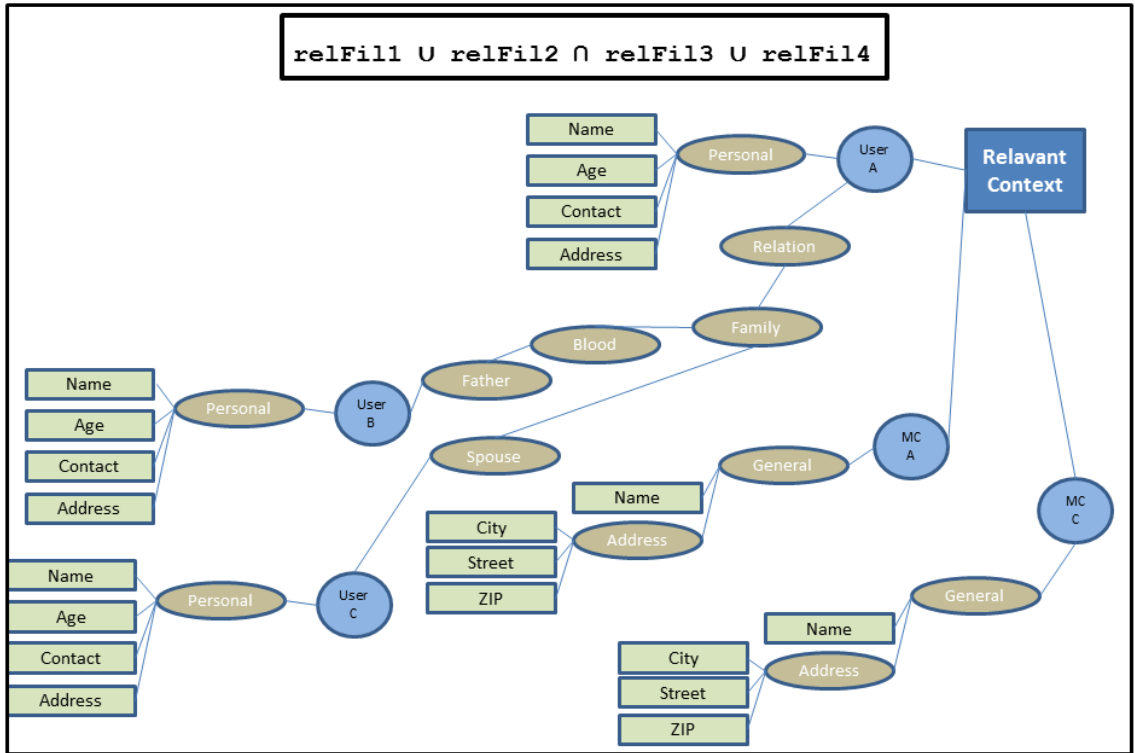 relFil1 ∪ relFil2 ∩ relFil3 ∪ relFil4
Name
Age
Contact
Address
Personal
User
A
Relavant
Context
Relation
Family
Blood
Father
User
B
Personal
Name
Age
Contact
Address
Spouse
User
C
Personal
Name
Age
Contact
Address
MC
A
General
Name
Address
City
Street
ZIP
MC
C
General
Name
Address
City
Street
ZIP